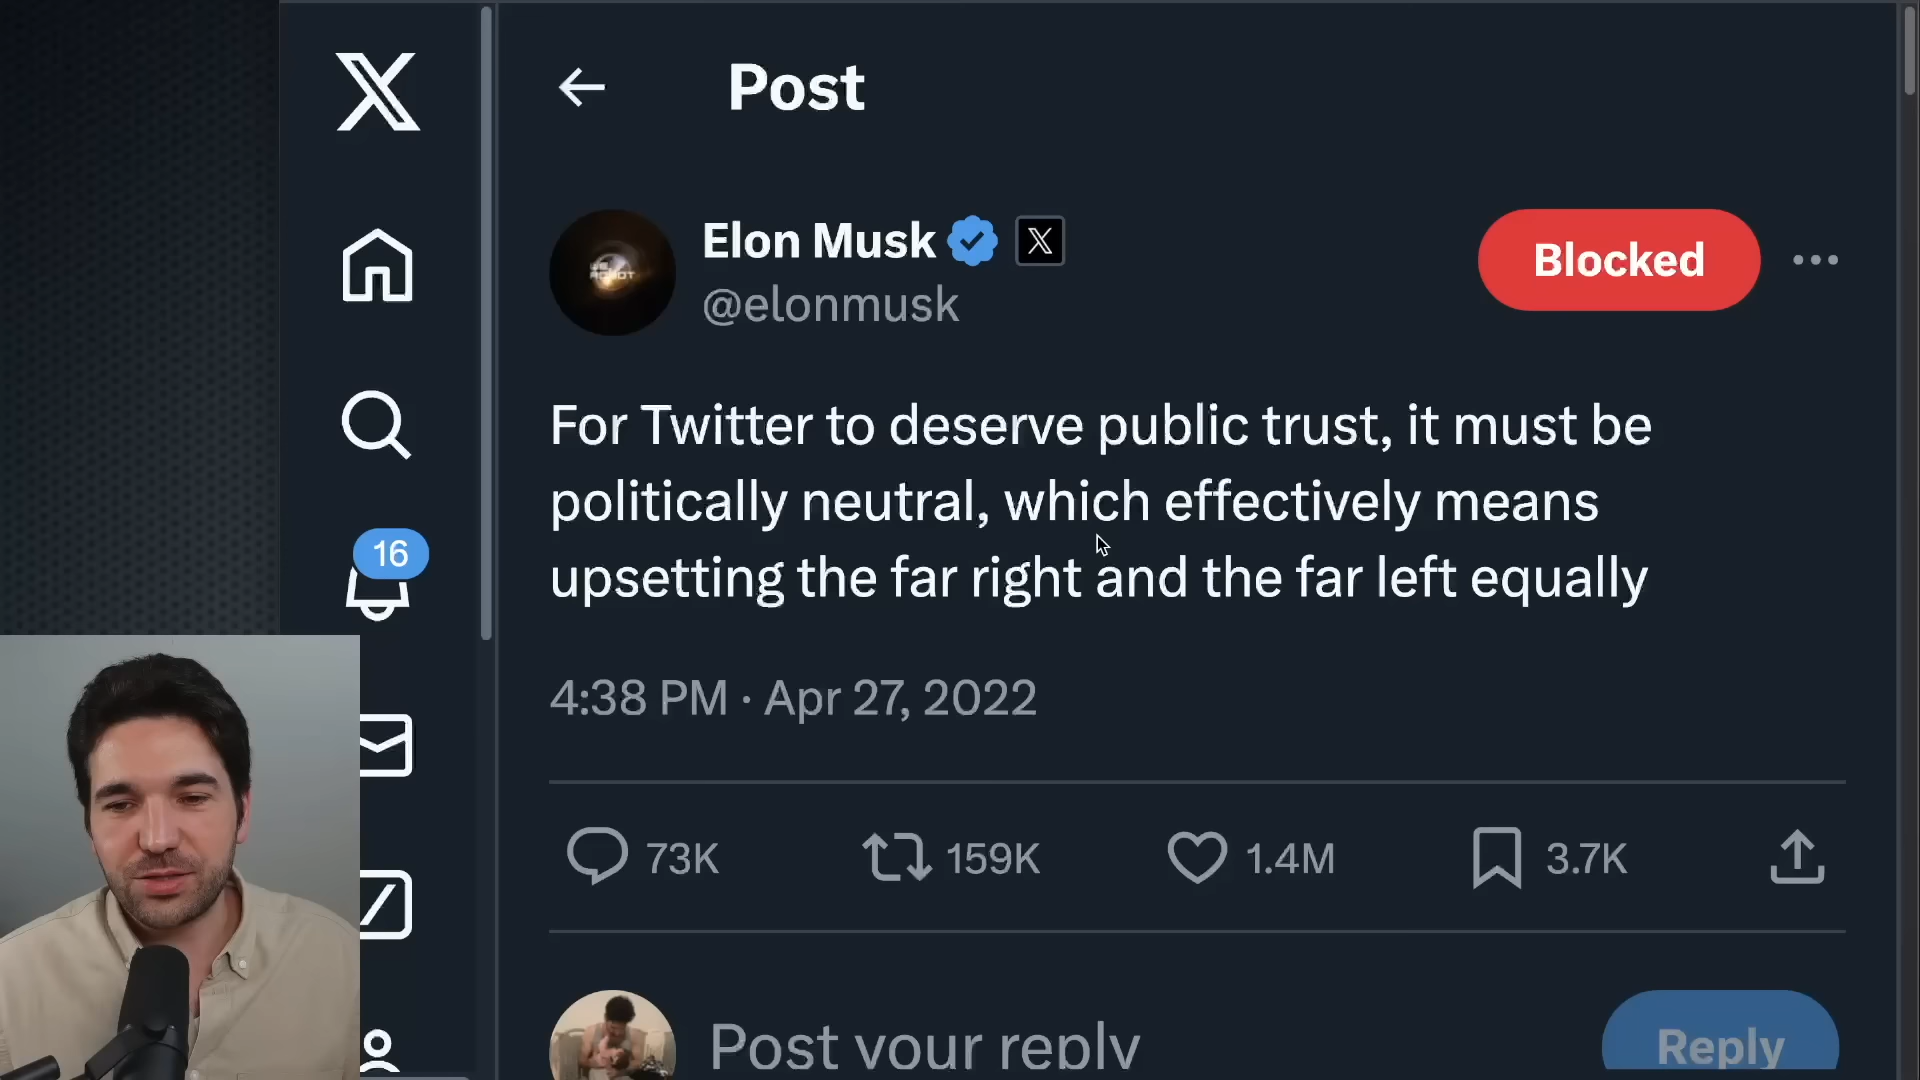 Post
Elon Musk
@elonmusk
Blocked
For Twitter to deserve public trust, it must be
politically neutral, which effectively means
upsetting the far right and the far left equally
16
4:38 PM · Apr 27, 2022
73K
159K
1.4M
3.7K
Post your reply
Reply